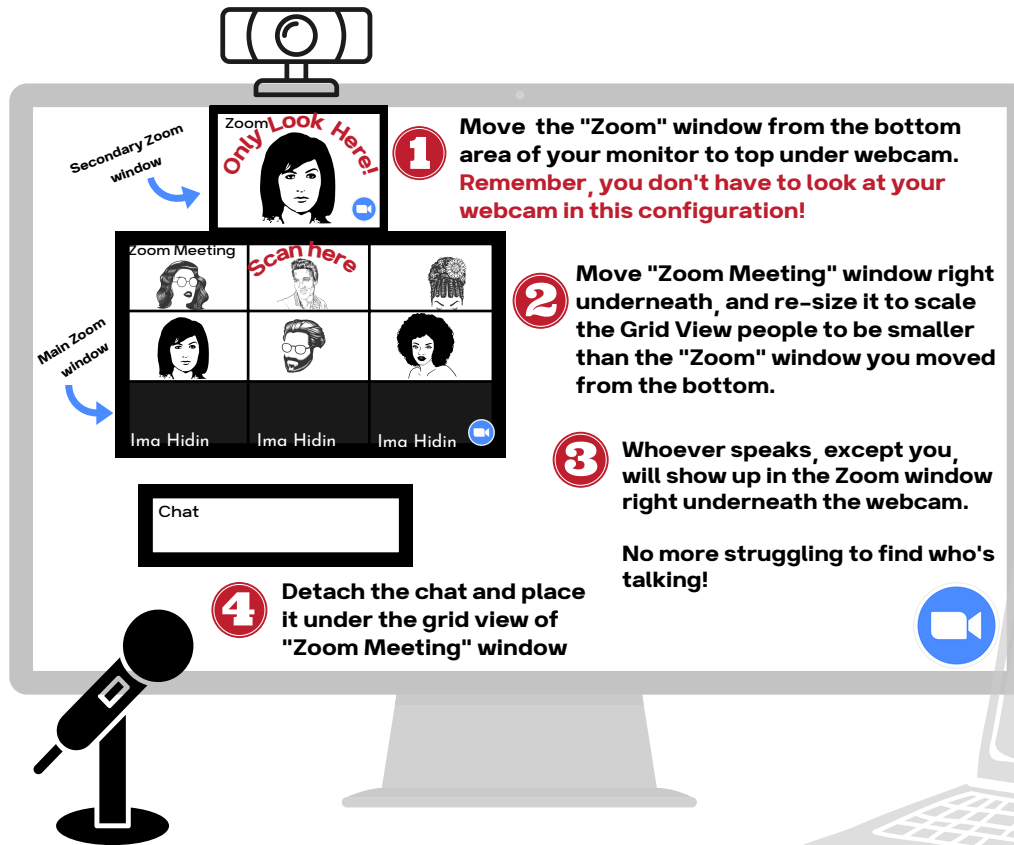 Secondary Zoom
window
Zoom
Only Look Here!
1
Move the "Zoom" window from the bottom
area of your monitor to top under webcam.
Remember, you don't have to look at your
webcam in this configuration!
Main Zoom
window
Zoom Meeting
Scan here
Ima Hidin
Ima Hidin
Ima Hidin
2
Move "Zoom Meeting" window right
underneath, and re-size it to scale
the Grid View people to be smaller
than the "Zoom" window you moved
from the bottom.
3
Whoever speaks, except you,
will show up in the Zoom window
right underneath the webcam.
No more struggling to find who's
talking!
Chat
4
Detach the chat and place
it under the grid view of
"Zoom Meeting" window